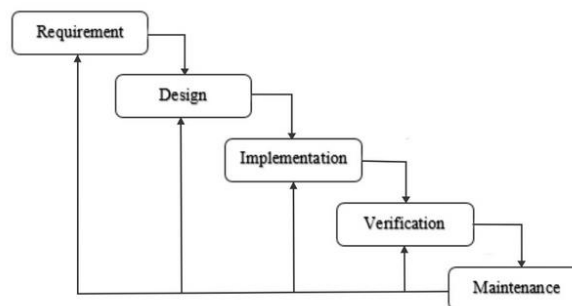 Requirement
Design
Implementation
Verification
Maintenance